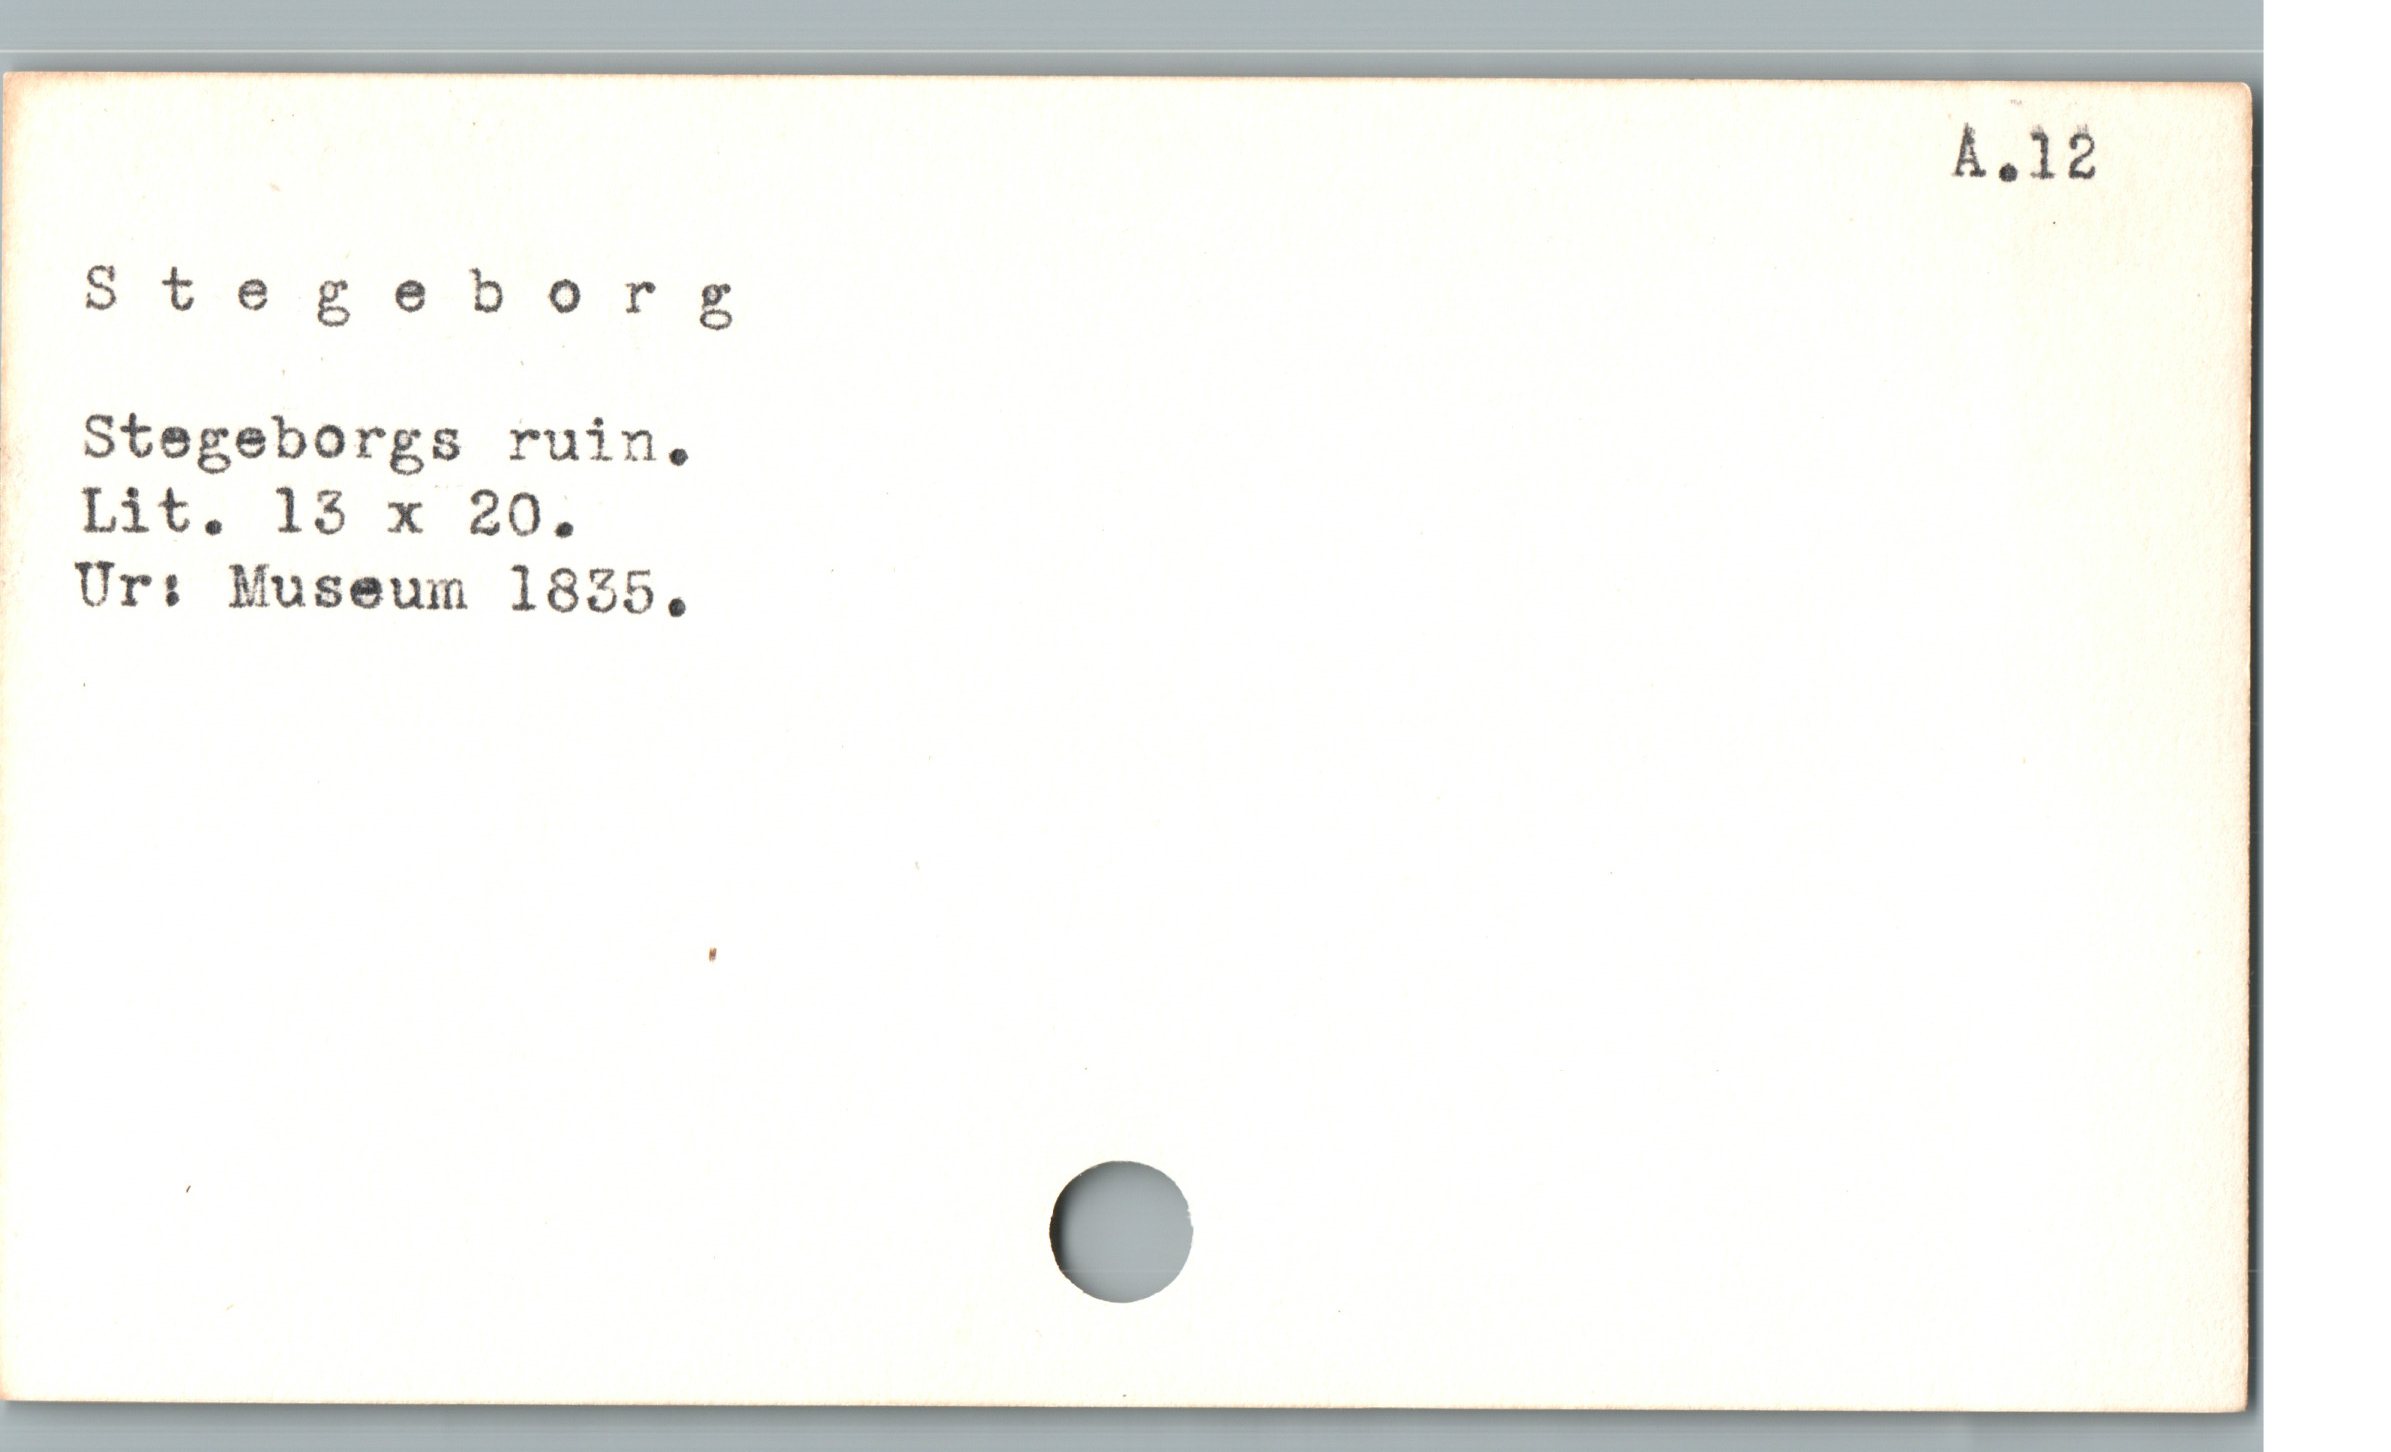 A.12
S t e g e b o r g
Stegeborgs ruin.
Lit. 13 x 20.
Ur: Museum 1835.